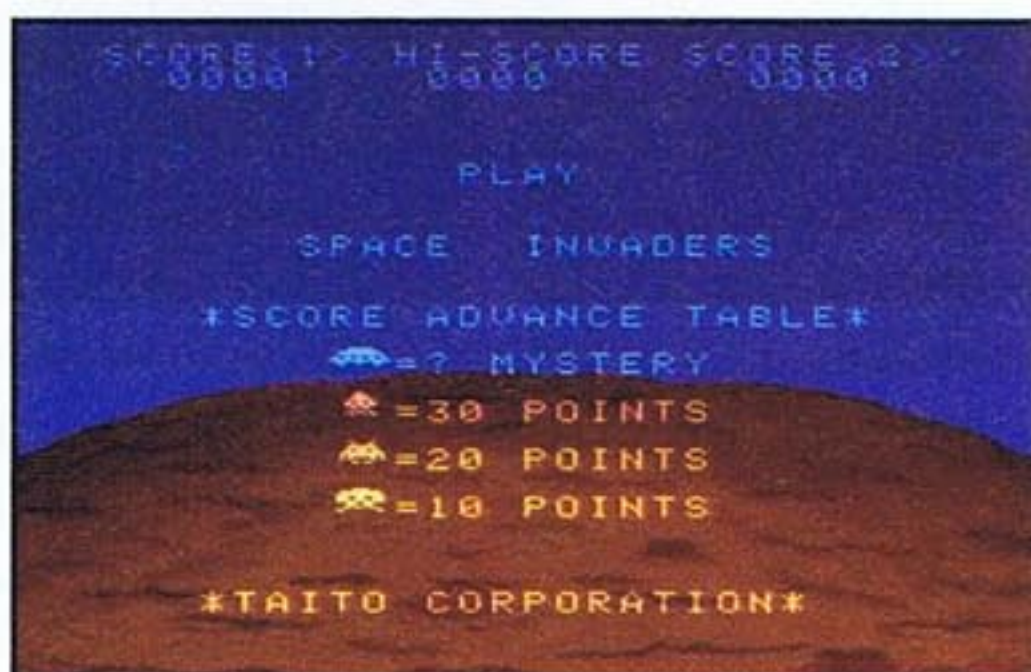 SCORE<1> HI-SCORE SCORE<2>
0000 0000 0000
PLAY
SPACE INVADERS
*SCORE ADVANCE TABLE*
=? MYSTERY
=30 POINTS
=20 POINTS
=10 POINTS
*TAITO CORPORATION*